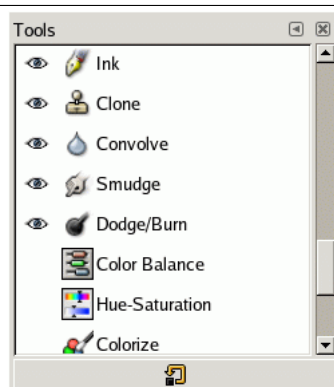 Tools
Ink
Clone
Convolve
Smudge
Dodge/Burn
Color Balance
Hue-Saturation
Colorize